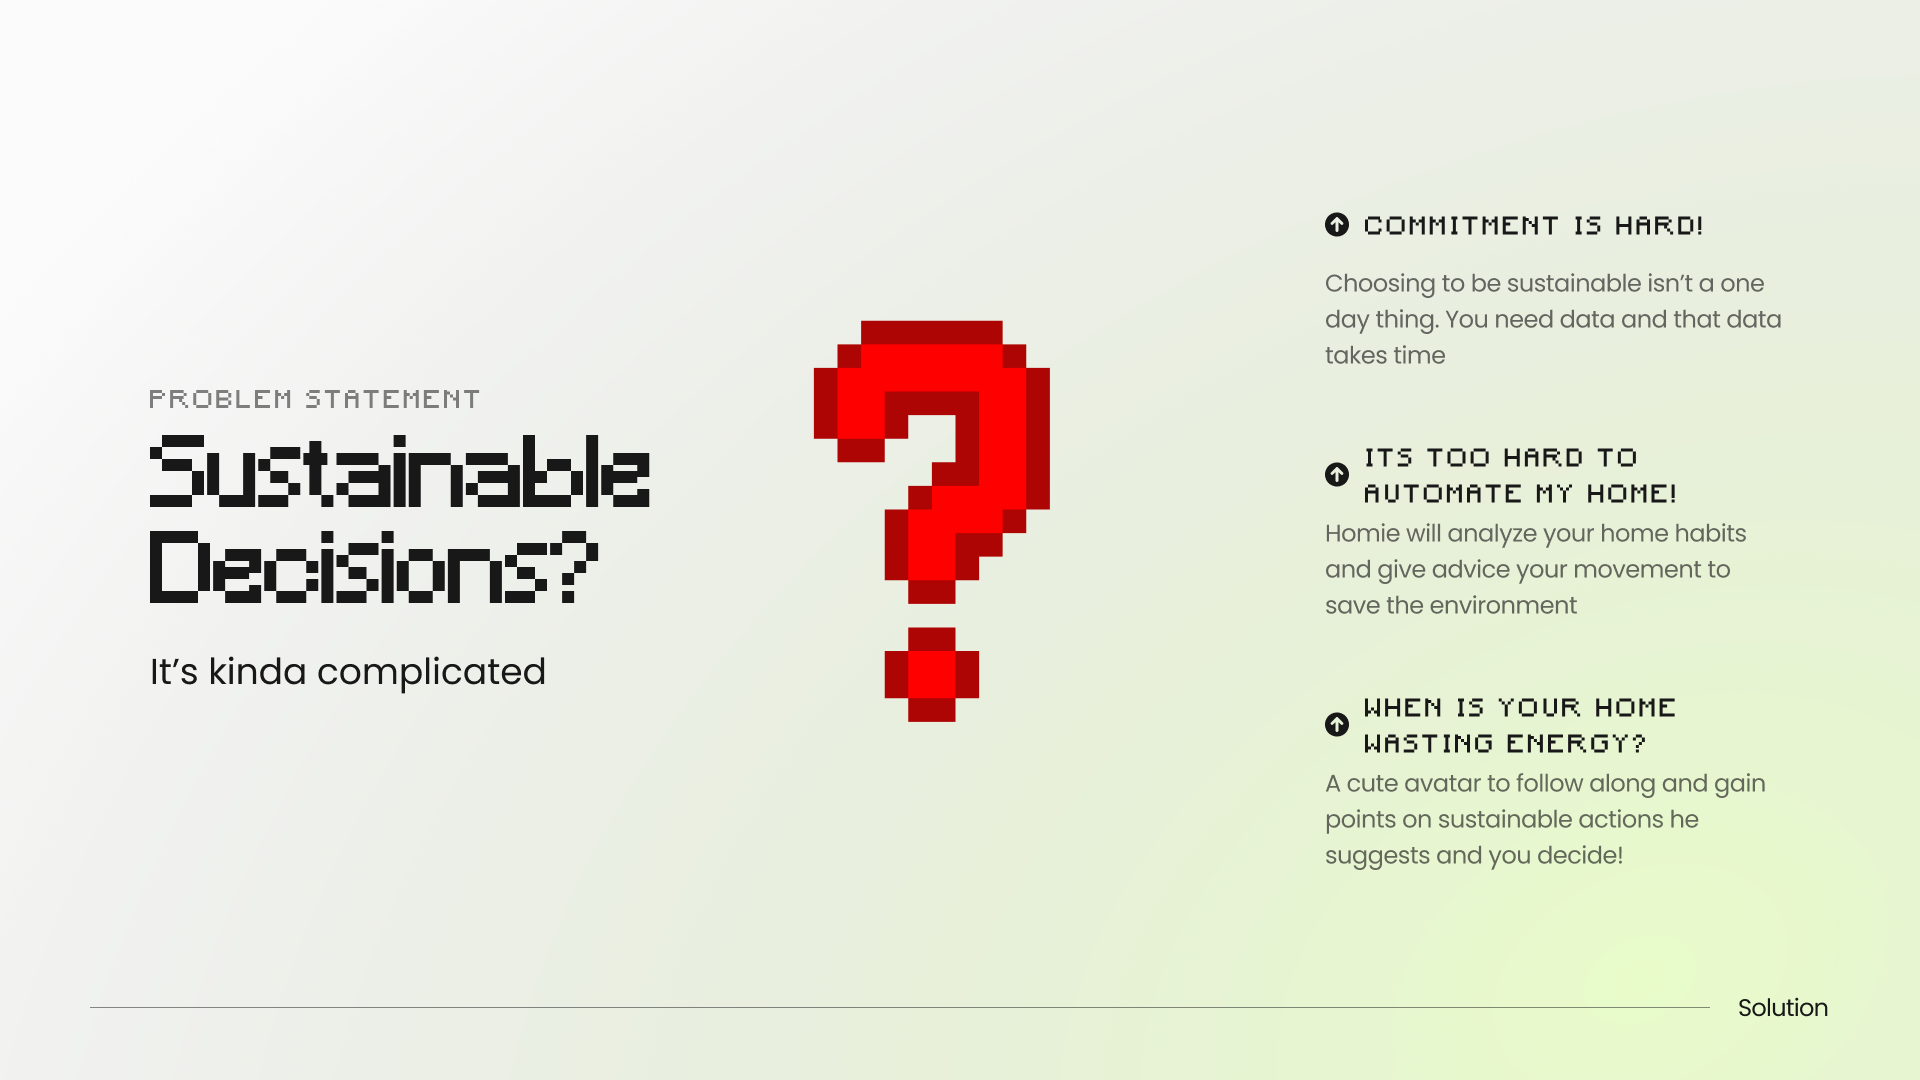 PROBLEM STATEMENT
Sustainable
Decisions?
It's kinda complicated
COMMITMENT IS HARD!
Choosing to be sustainable isn't a one
day thing. You need data and that data
takes time
ITS TOO HARD TO
AUTOMATE MY HOME!
Homie will analyze your home habits
and give advice your movement to
save the environment
WHEN IS YOUR HOME
WASTING ENERGY?
A cute avatar to follow along and gain
points on sustainable actions he
suggests and you decide!
Solution